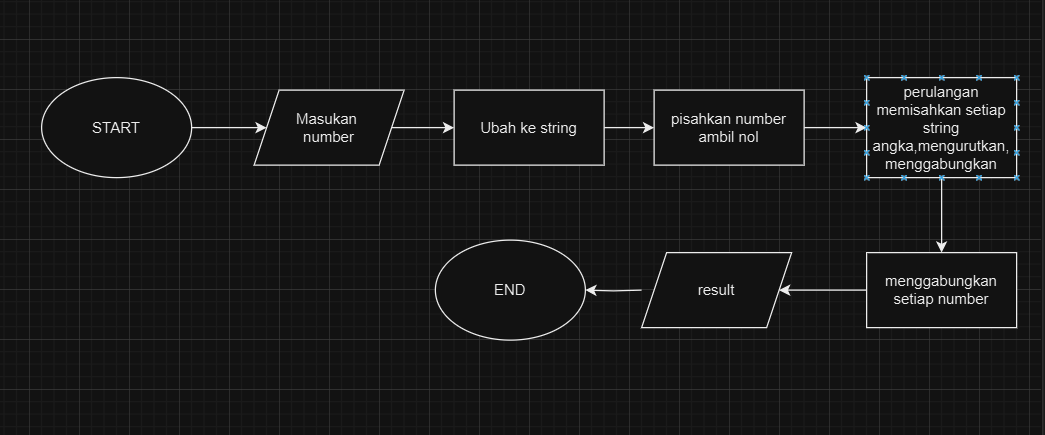 START
Masukan
number
Ubah ke string
pisahkan number
ambil nol
perulangan
memisahkan setiap
string
angka,mengurutkan,
menggabungkan
menggabungkan
setiap number
result
END